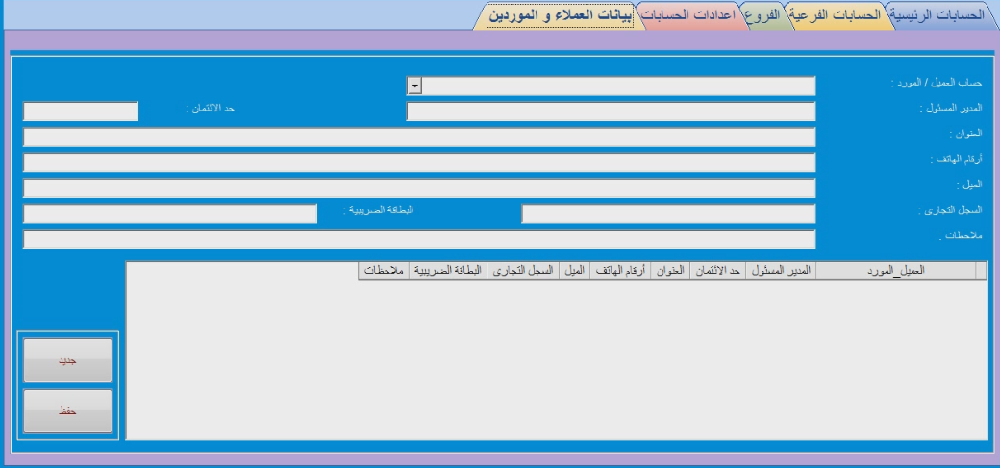 الحسابات الرئيسية الحسابات الفرعية الفروع اعدادات الحسابات بيانات العملاء و الموردين
حساب العميل / المورد :
المدير المسئول : حد الائتمان :
العنوان :
أرقام الهاتف :
الميل :
السجل التجارى : البطاقة الضريبية :
ملاحظات :
العميل_المورد المدير المسئول حد الائتمان العنوان أرقام الهاتف الميل السجل التجارى البطاقة الضريبية ملاحظات
جديد
حفظ